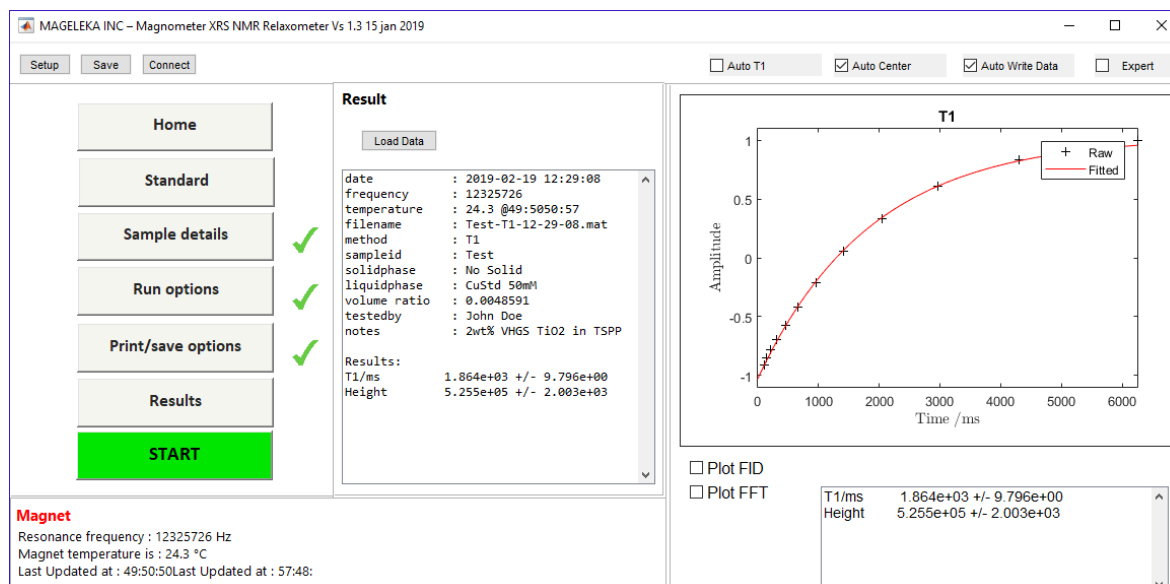 MAGELEKA INC – Magnometer XRS NMR Relaxometer Vs 1.3 15 jan 2019
Setup Save Connect Auto T1 Auto Center Auto Write Data Expert
Home
Standard
Sample details
Run options
Print/save options
Results
START
Result
Load Data
date : 2019-02-19 12:29:08
frequency : 12325726
temperature : 24.3 @49:5050:57
filename : Test-T1-12-29-08.mat
method : T1
sampleid : Test
solidphase : No Solid
liquidphase : CuStd 50mM
volume ratio : 0.0048591
testedby : John Doe
notes : 2wt% VHGS TiO2 in TSPP
Results:
T1/ms 1.864e+03 +/- 9.796e+00
Height 5.255e+05 +/- 2.003e+03
T1
Raw
Fitted
Amplitude
1
0.5
0
-0.5
-1
0 1000 2000 3000 4000 5000 6000
Time /ms
Plot FID
Plot FFT
T1/ms 1.864e+03 +/- 9.796e+00
Height 5.255e+05 +/- 2.003e+03
Magnet
Resonance frequency : 12325726 Hz
Magnet temperature is : 24.3 °C
Last Updated at : 49:50:50Last Updated at : 57:48: